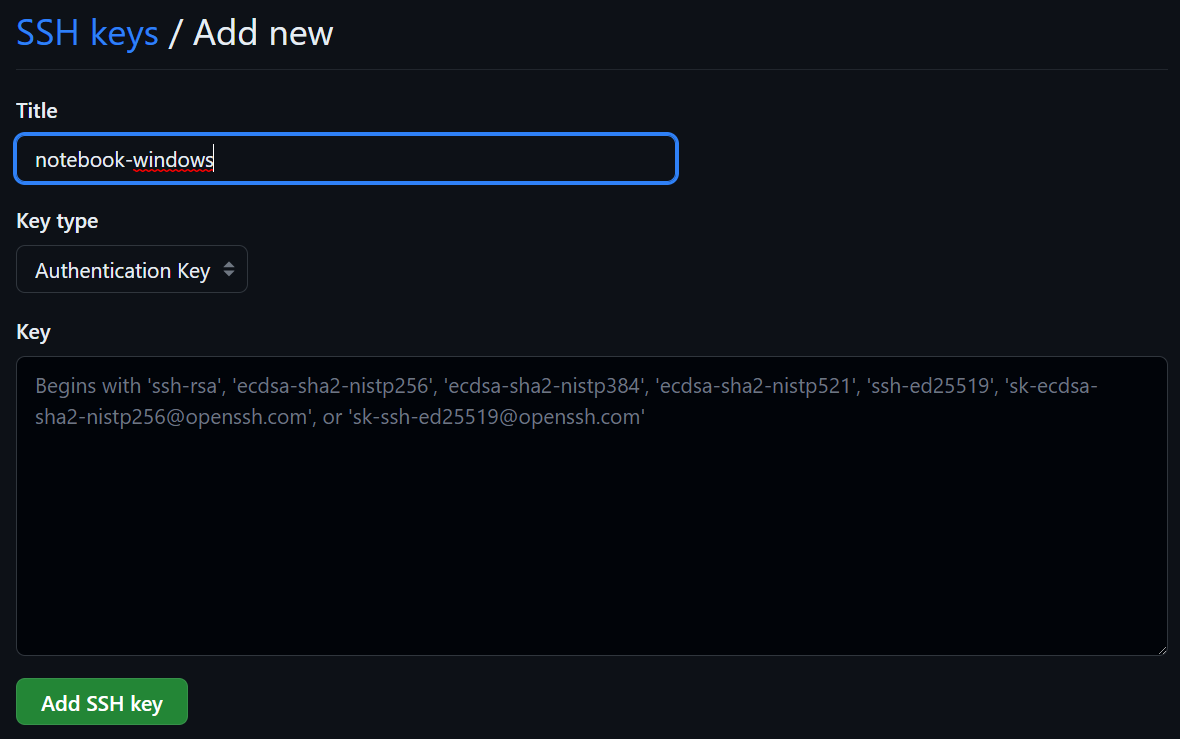 SSH keys / Add new
Title
notebook-windows
Key type
Authentication Key
Key
Begins with 'ssh-rsa', 'ecdsa-sha2-nistp256', 'ecdsa-sha2-nistp384', 'ecdsa-sha2-nistp521', 'ssh-ed25519', 'sk-ecdsa-
sha2-nistp256@openssh.com', or 'sk-ssh-ed25519@openssh.com'
Add SSH key